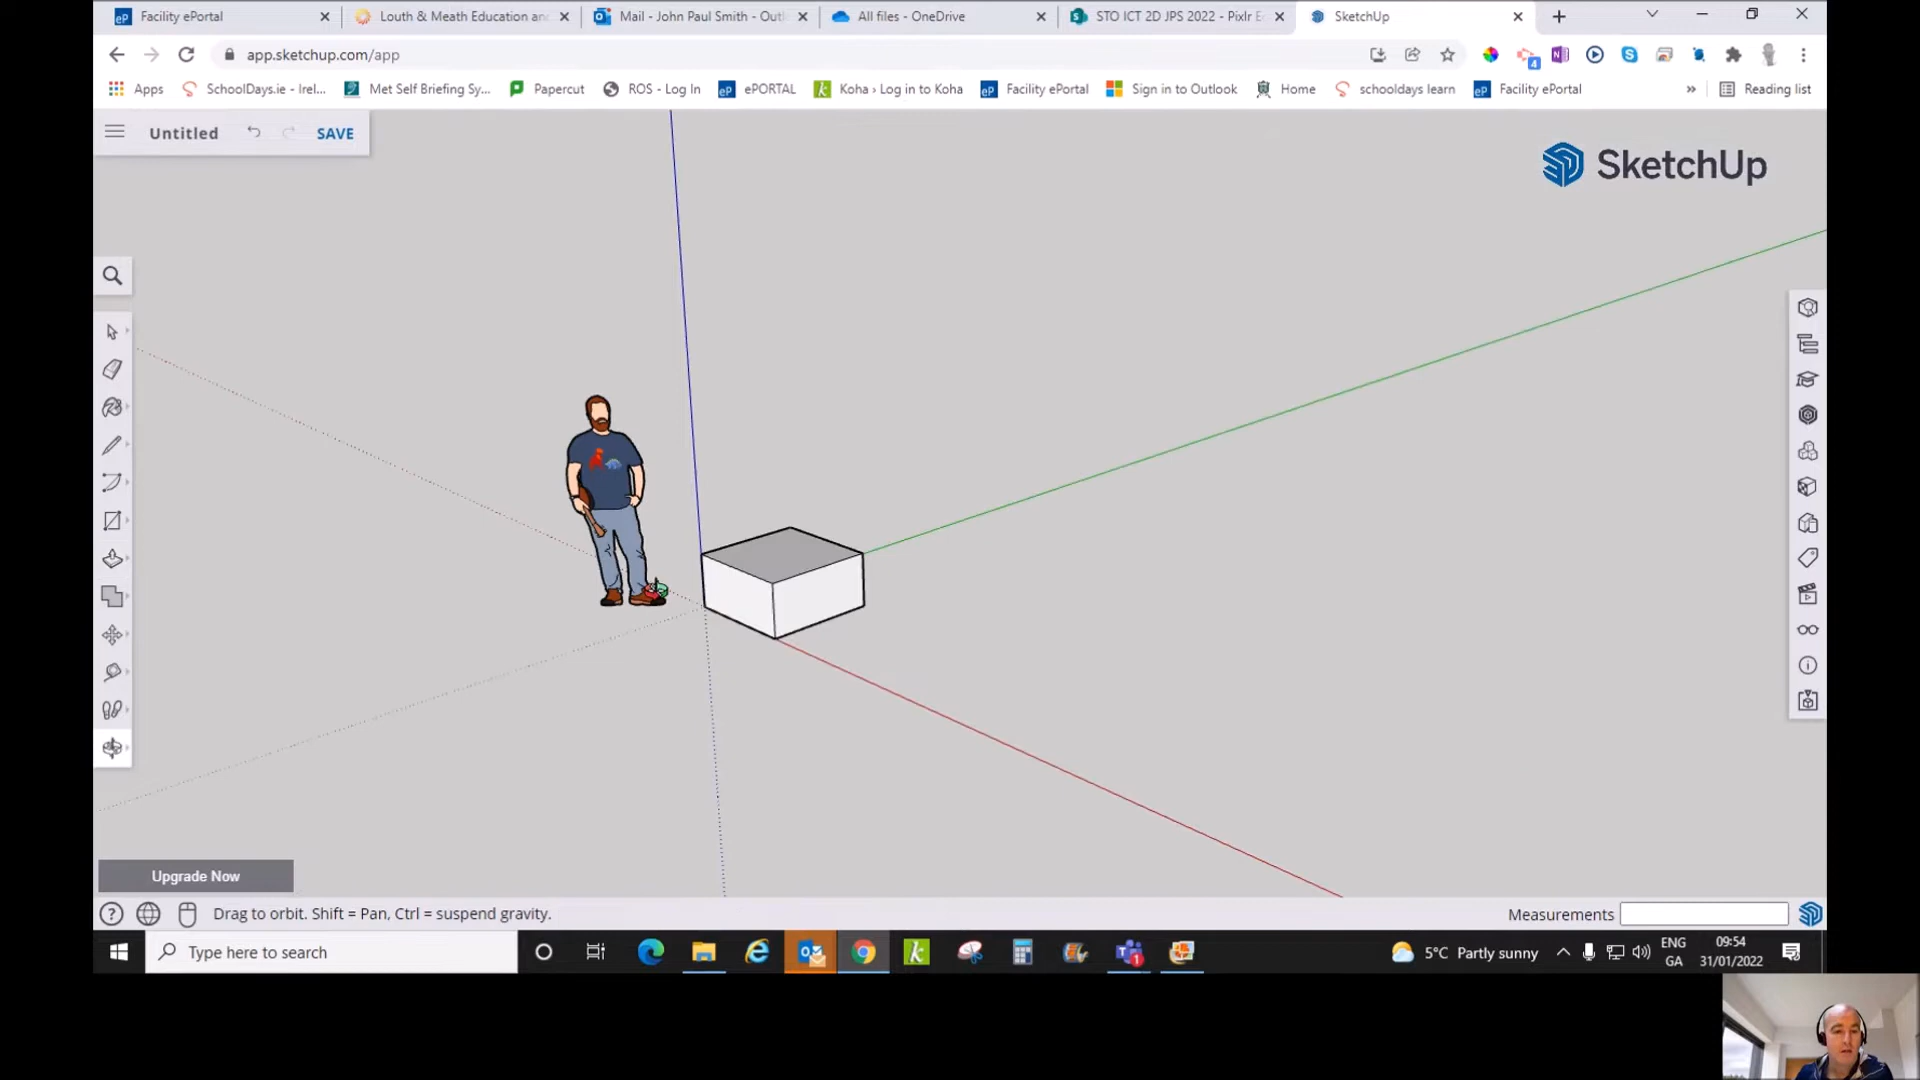 Facility ePortal
Louth & Meath Education an
Mail - John Paul Smith - Outl
All files - OneDrive
STO ICT 2D JPS 2022 - Pixlr E
SketchUp
app.sketchup.com/app
4
Apps
SchoolDays.ie - Irel...
Met Self Briefing Sy...
Papercut
ROS - Log In
ePORTAL
Koha › Log in to Koha
Facility ePortal
Sign in to Outlook
Home
schooldays learn
Facility ePortal
»
Reading list
Untitled
SAVE
SketchUp
Upgrade Now
Drag to orbit. Shift = Pan, Ctrl = suspend gravity.
Measurements
Type here to search
5°C Partly sunny
ENG
GA
09:54
31/01/2022